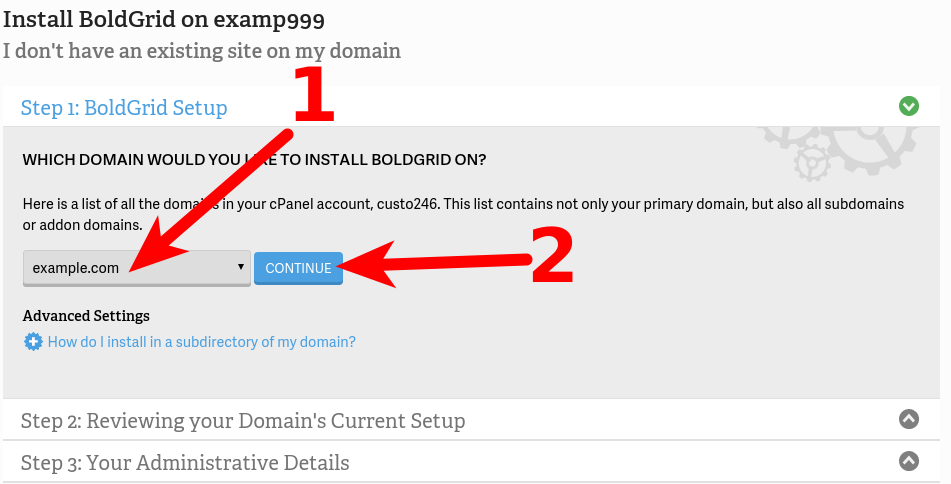 Install BoldGrid on examp999
I don't have an existing site on my domain
1
Step 1: BoldGrid Setup
WHICH DOMAIN WOULD YOU LIKE TO INSTALL BOLDGRID ON?
Here is a list of all the domains in your cPanel account, custo246. This list contains not only your primary domain, but also all subdomains
or addon domains.
example.com
CONTINUE
2
Advanced Settings
How do I install in a subdirectory of my domain?
Step 2: Reviewing your Domain's Current Setup
Step 3: Your Administrative Details